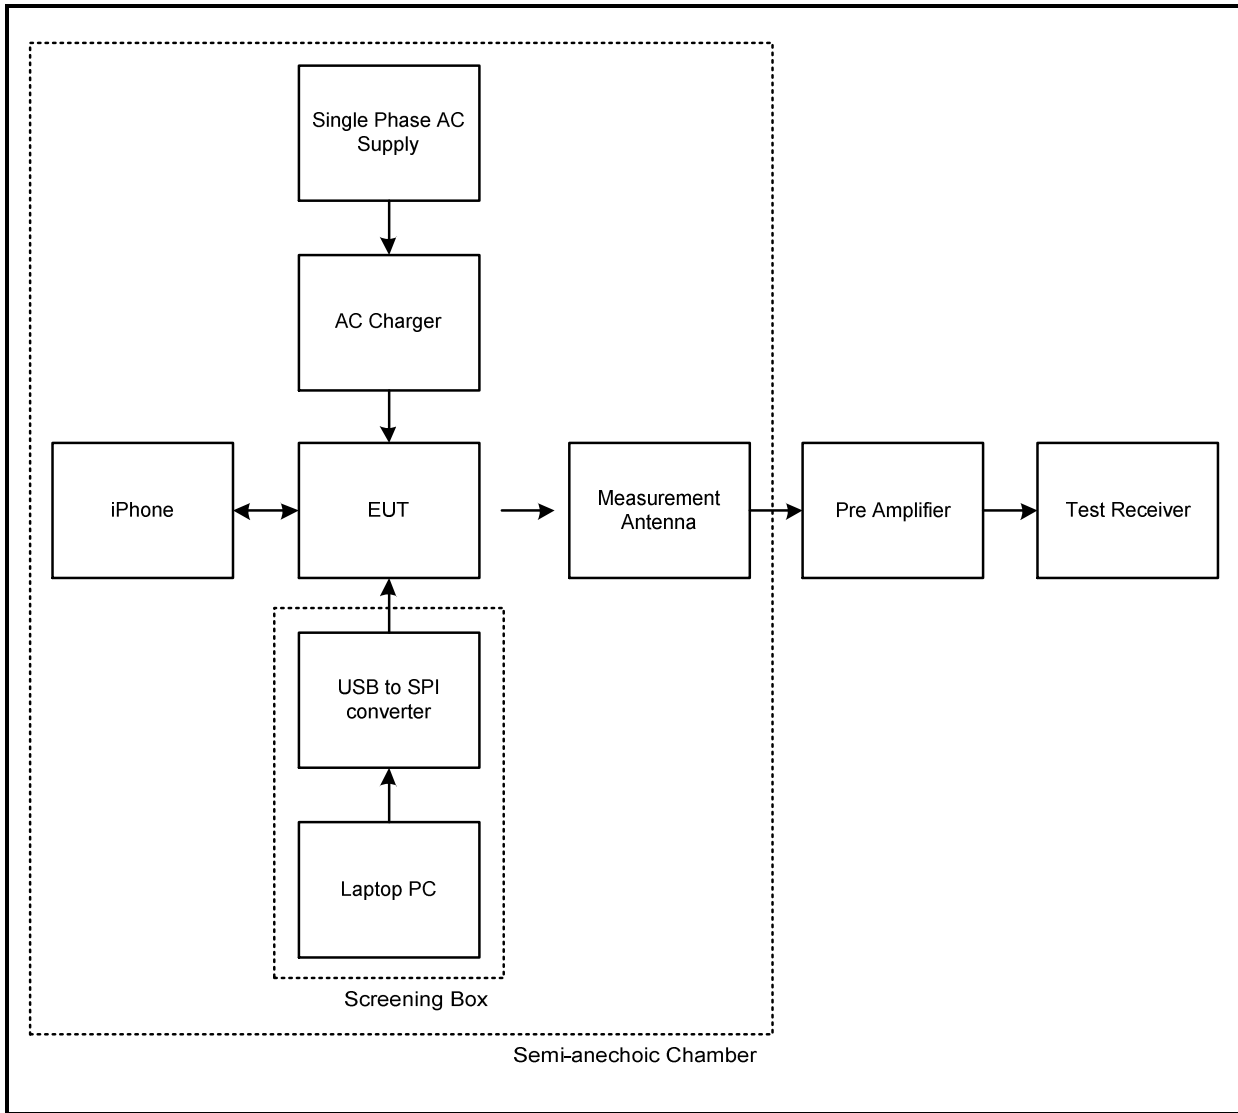 Single Phase AC
Supply
AC Charger
iPhone
EUT
Measurement
Antenna
Pre Amplifier
Test Receiver
USB to SPI
converter
Laptop PC
Screening Box
Semi-anechoic Chamber